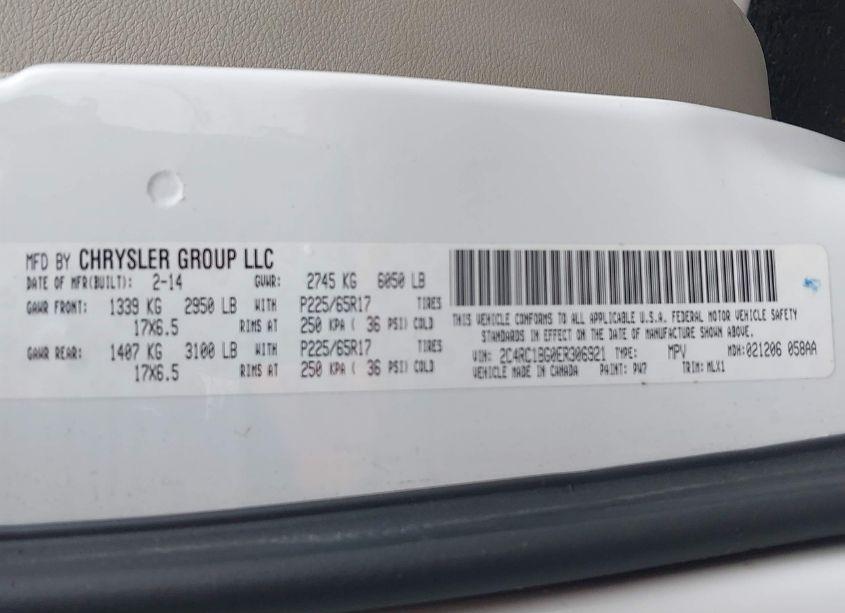 MFD BY CHRYSLER GROUP LLC
DATE OF MFR(BUILT): 2-14 GVWR: 2745 KG 6050 LB
GAWR FRONT: 1339 KG 2950 LB WITH P225/65R17 TIRES
17X6.5 RIMS AT 250 KPA ( 36 PSI) COLD
GAWR REAR: 1407 KG 3100 LB WITH P225/65R17 TIRES
17X6.5 RIMS AT 250 KPA ( 36 PSI) COLD
THIS VEHICLE CONFORMS TO ALL APPLICABLE U.S.A. FEDERAL MOTOR VEHICLE SAFETY
STANDARDS IN EFFECT ON THE DATE OF MANUFACTURE SHOWN ABOVE.
VIN: 2C4RC1BG0ER306921 TYPE: MPV MDH: 021206 058AA
VEHICLE MADE IN CANADA PAINT: PW7 TRIM: MLX1